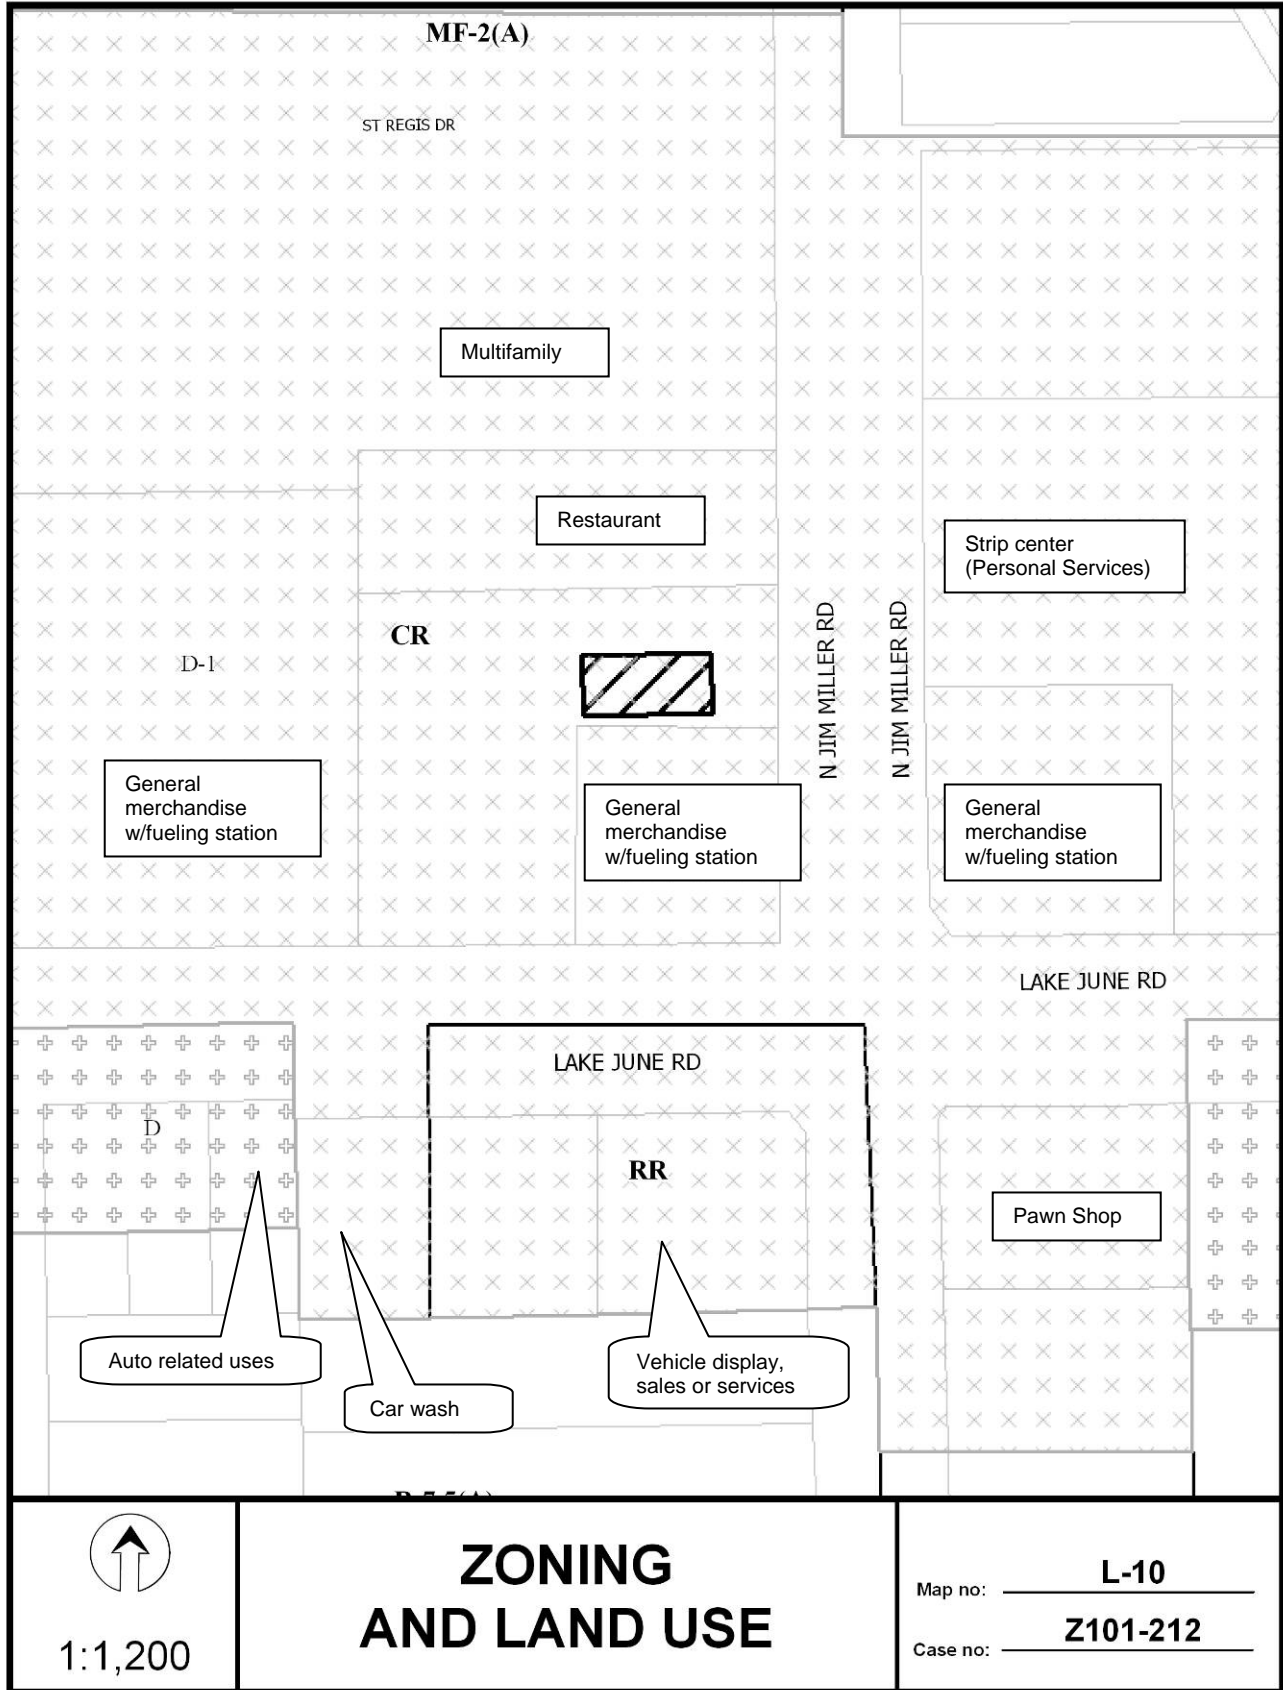 MF-2(A)
ST REGIS DR
Multifamily
Restaurant
Strip center
(Personal Services)
CR
D-1
N JIM MILLER RD
N JIM MILLER RD
General
merchandise
w/fueling station
General
merchandise
w/fueling station
General
merchandise
w/fueling station
LAKE JUNE RD
LAKE JUNE RD
D
RR
Pawn Shop
Auto related uses
Car wash
Vehicle display,
sales or services
1:1,200
ZONING
AND LAND USE
Map no: L-10
Case no: Z101-212